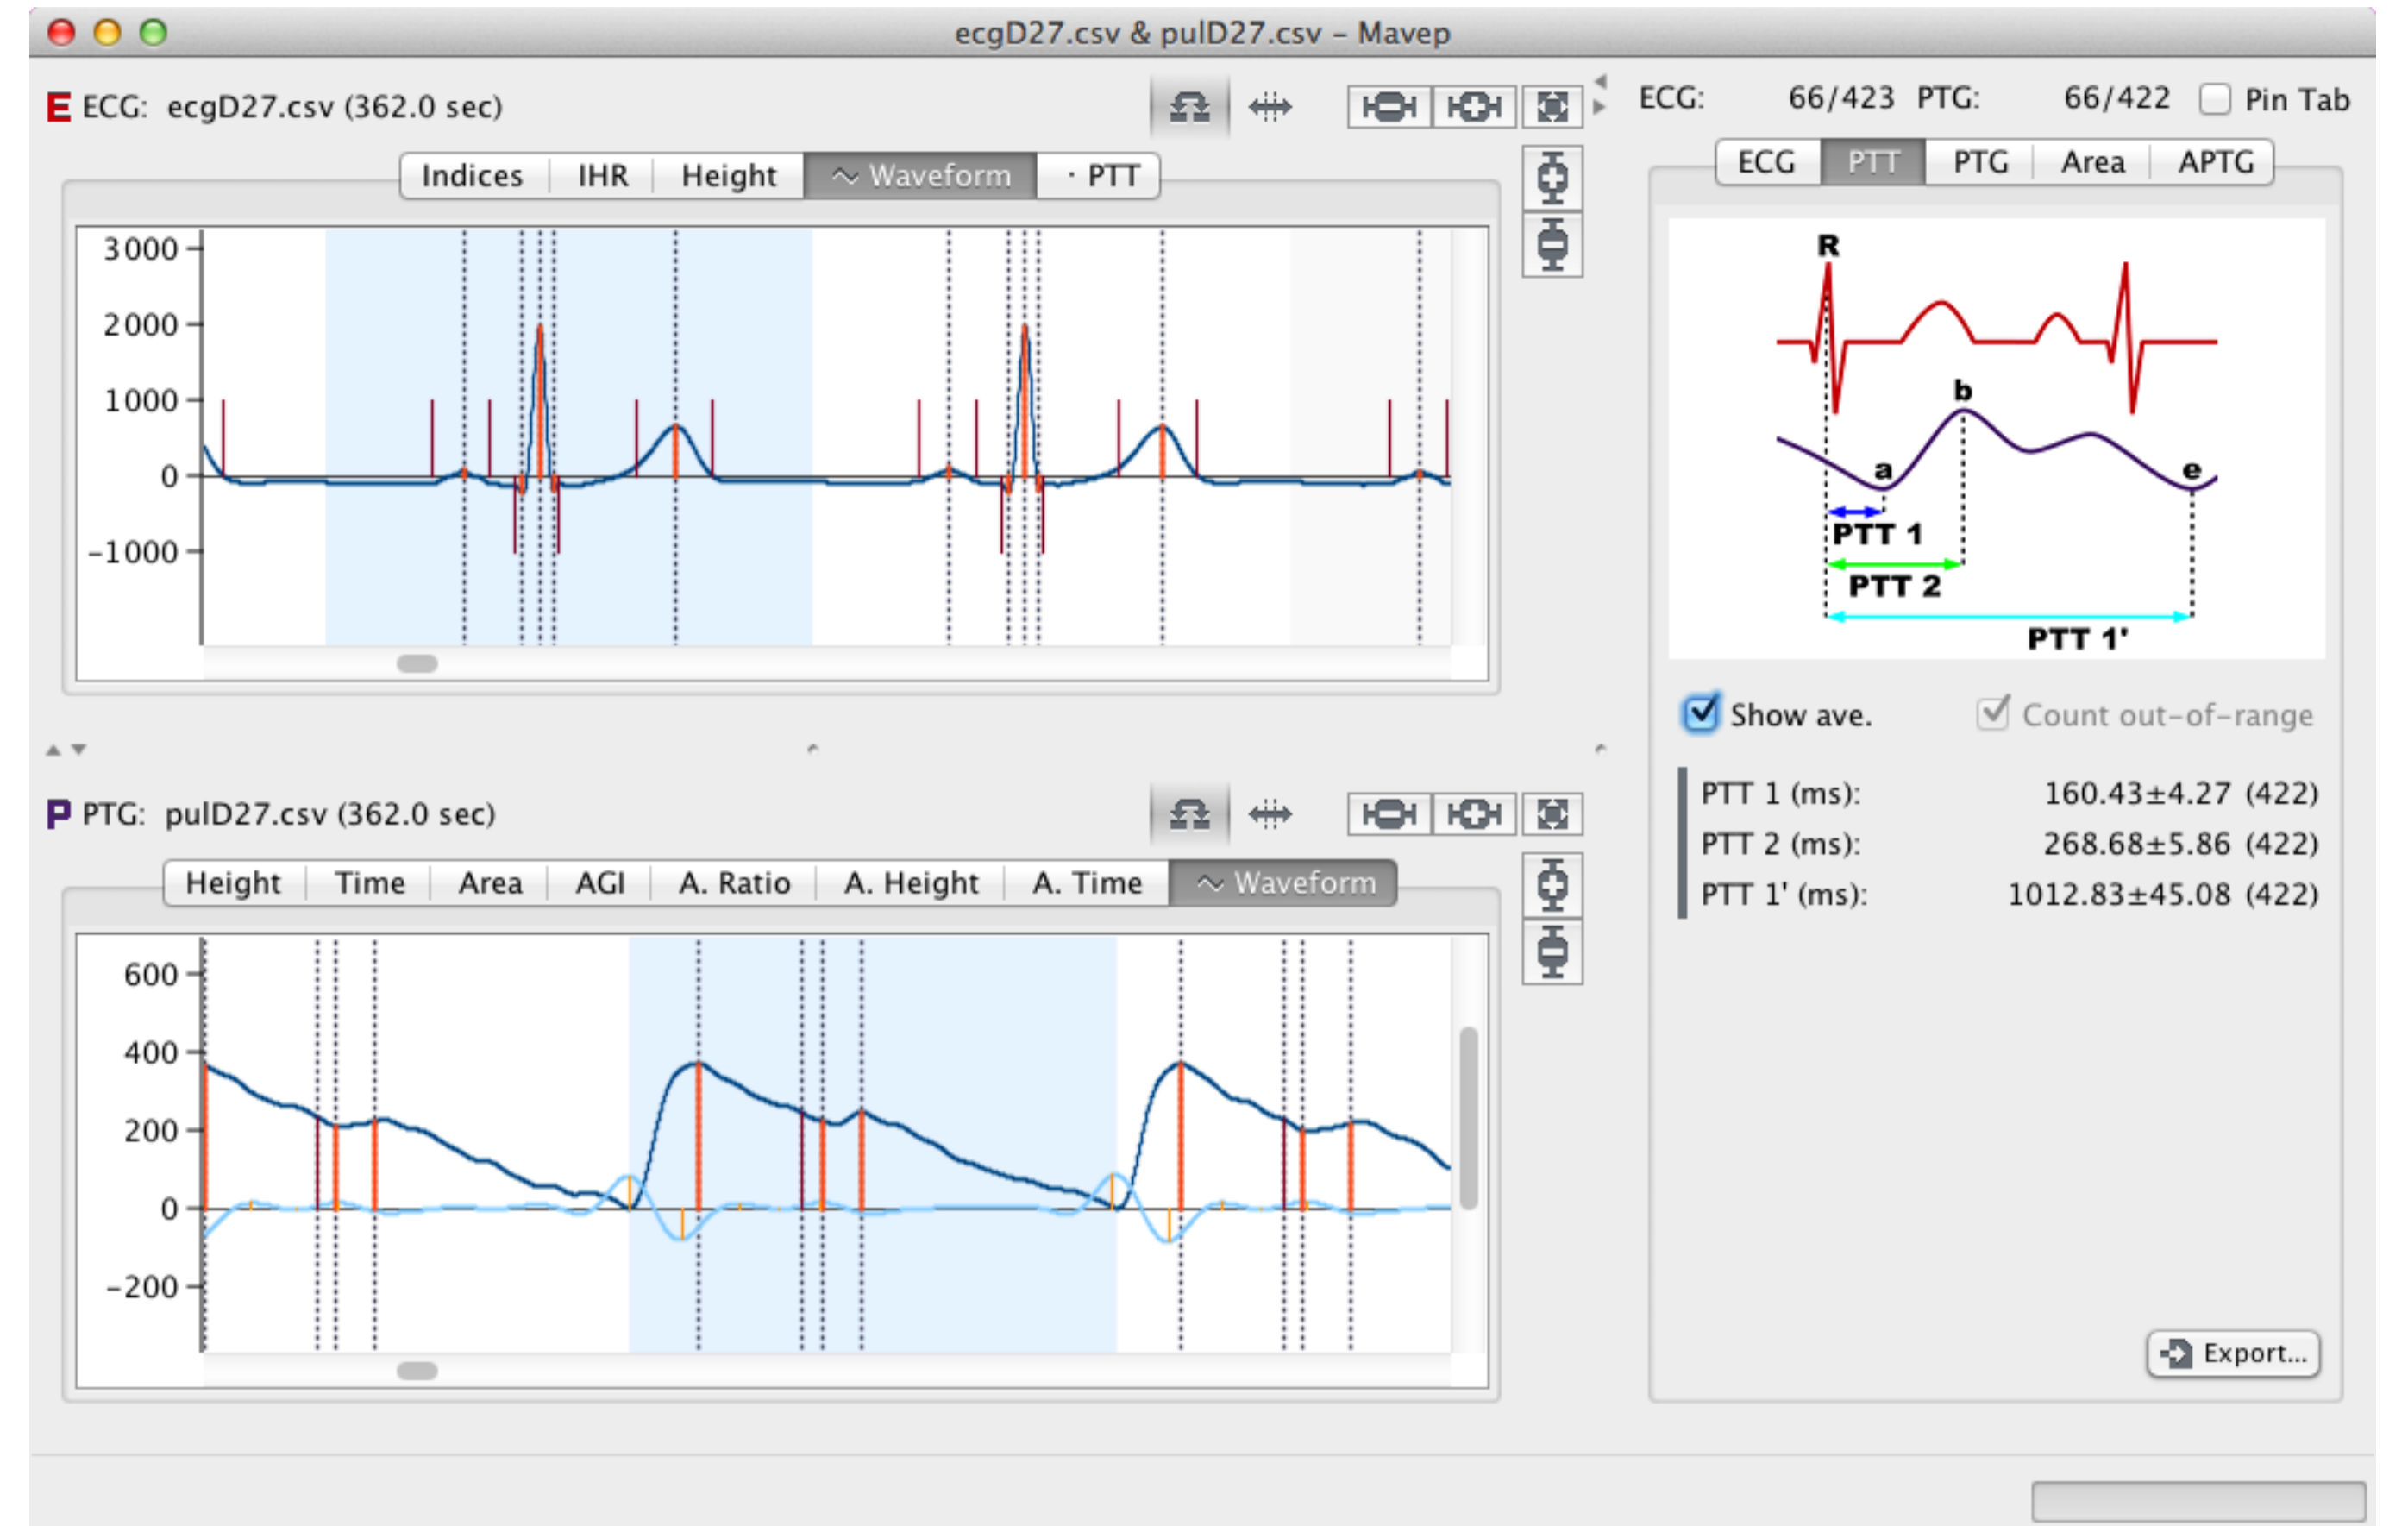 ecgD27.csv & pulD27.csv – Mavep
E ECG: ecgD27.csv (362.0 sec)
Indices IHR Height Waveform · PTT
3000
2000
1000
0
-1000
P PTG: pulD27.csv (362.0 sec)
Height Time Area AGI A. Ratio A. Height A. Time Waveform
600
400
200
0
-200
ECG: 66/423 PTG: 66/422 Pin Tab
ECG PTT PTG Area APTG
R
b
a e
PTT 1
PTT 2
PTT 1'
Show ave. Count out-of-range
PTT 1 (ms): 160.43±4.27 (422)
PTT 2 (ms): 268.68±5.86 (422)
PTT 1' (ms): 1012.83±45.08 (422)
Export...